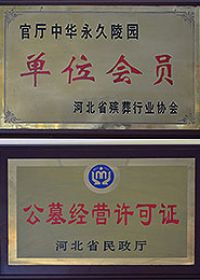 官厅中华永久陵园
单位会员
河北省殡葬行业协会
公墓经营许可证
河北省民政厅